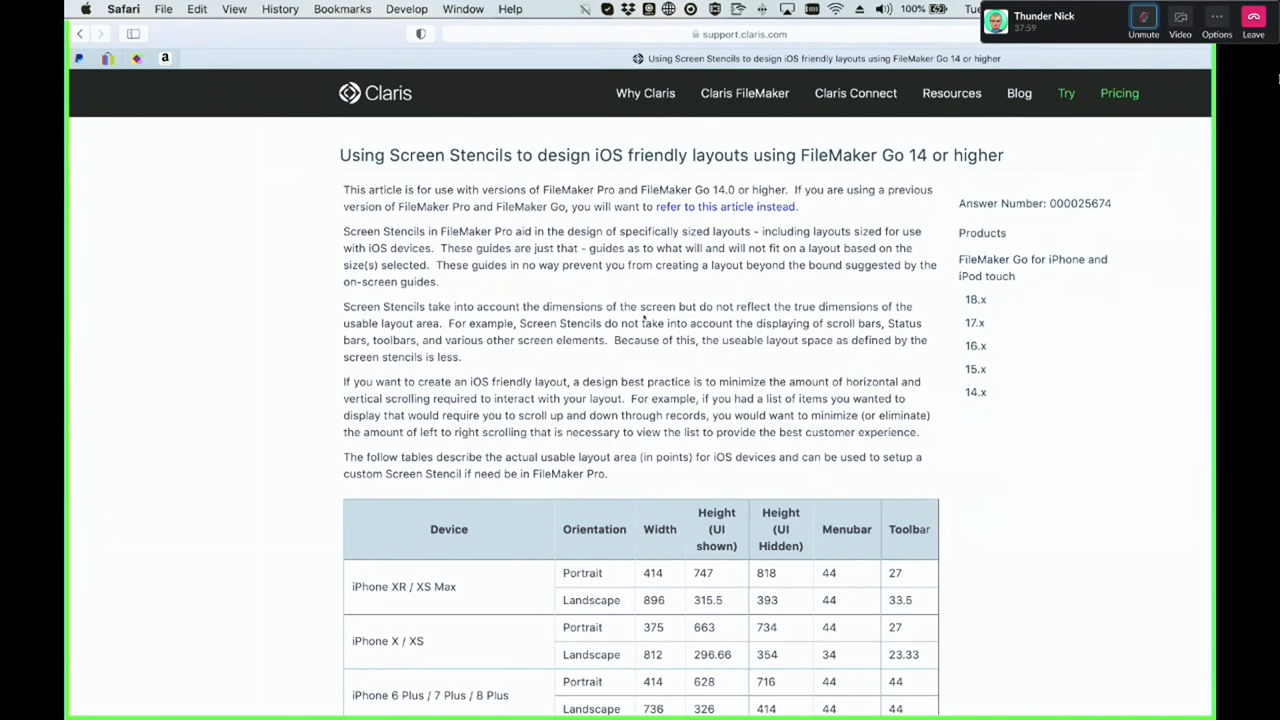 Safari File Edit View History Bookmarks Develop Window Help 100% Tue
Thunder Nick
37:59
Unmute Video Options Leave
support.claris.com
a Using Screen Stencils to design iOS friendly layouts using FileMaker Go 14 or higher
Claris Why Claris Claris FileMaker Claris Connect Resources Blog Try Pricing
Using Screen Stencils to design iOS friendly layouts using FileMaker Go 14 or higher
This article is for use with versions of FileMaker Pro and FileMaker Go 14.0 or higher. If you are using a previous
version of FileMaker Pro and FileMaker Go, you will want to refer to this article instead.
Screen Stencils in FileMaker Pro aid in the design of specifically sized layouts - including layouts sized for use
with iOS devices. These guides are just that - guides as to what will and will not fit on a layout based on the
size(s) selected. These guides in no way prevent you from creating a layout beyond the bound suggested by the
on-screen guides.
Screen Stencils take into account the dimensions of the screen but do not reflect the true dimensions of the
usable layout area. For example, Screen Stencils do not take into account the displaying of scroll bars, Status
bars, toolbars, and various other screen elements. Because of this, the useable layout space as defined by the
screen stencils is less.
If you want to create an iOS friendly layout, a design best practice is to minimize the amount of horizontal and
vertical scrolling required to interact with your layout. For example, if you had a list of items you wanted to
display that would require you to scroll up and down through records, you would want to minimize (or eliminate)
the amount of left to right scrolling that is necessary to view the list to provide the best customer experience.
The follow tables describe the actual usable layout area (in points) for iOS devices and can be used to setup a
custom Screen Stencil if need be in FileMaker Pro.
Answer Number: 000025674
Products
FileMaker Go for iPhone and
iPod touch
18.x
17.x
16.x
15.x
14.x
Device Orientation Width Height (UI shown) Height (UI Hidden) Menubar Toolbar
iPhone XR / XS Max
Portrait 414 747 818 44 27
Landscape 896 315.5 393 44 33.5
iPhone X / XS
Portrait 375 663 734 44 27
Landscape 812 296.66 354 34 23.33
iPhone 6 Plus / 7 Plus / 8 Plus
Portrait 414 628 716 44 44
Landscape 736 326 414 44 44